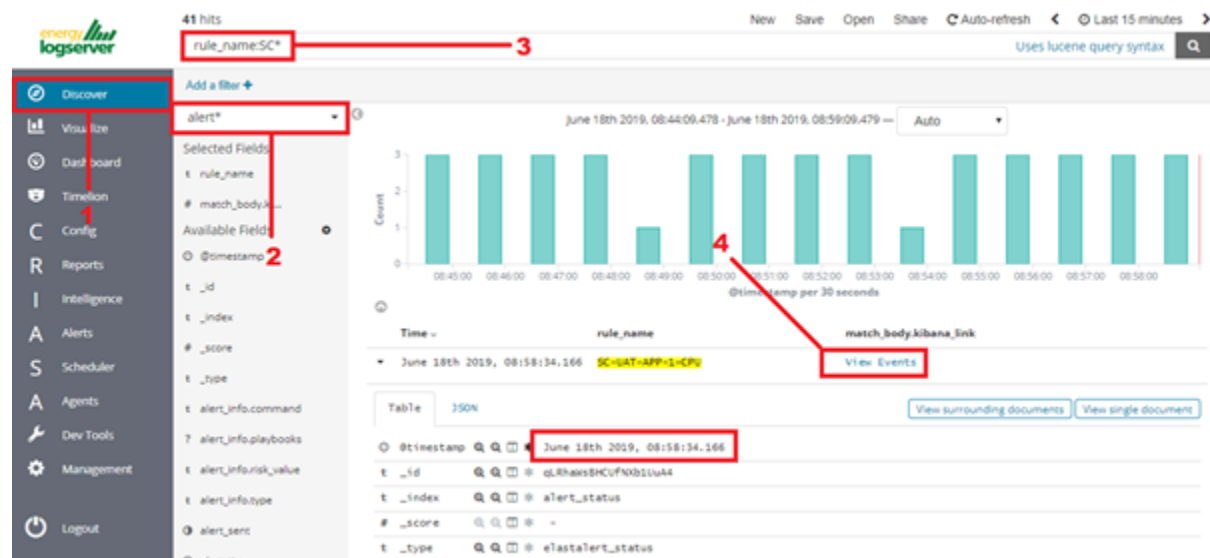 41 hits
New Save Open Share Auto-refresh Last 15 minutes
energy
logserver
rule_name:SC*
3
Uses lucene query syntax
Add a filter
Discover
alert*
June 18th 2019, 08:44:09.478 - June 18th 2019, 08:59:09.479 —
Auto
Visualize
Selected Fields
Dashboard
t rule_name
Timelion
# match_body.k...
1
Config
Available Fields
2
@timestamp
Reports
t _id
Intelligence
t _index
Alerts
# _score
Scheduler
t _type
Agents
t alert_info.command
Dev Tools
? alert_info.playbooks
Management
t alert_info.risk_value
t alert_info.type
Logout
alert_sent
Count
3
2
1
0
4
08:45:00 08:46:00 08:47:00 08:48:00 08:49:00 08:50:00 08:51:00 08:52:00 08:53:00 08:54:00 08:55:00 08:56:00 08:57:00 08:58:00
@timestamp per 30 seconds
Time rule_name match_body.kibana_link
June 18th 2019, 08:58:34.166 SC-UAT-APP-1-CPU View Events
Table JSON
View surrounding documents View single document
@timestamp June 18th 2019, 08:58:34.166
t _id
t _index alert_status
# _score -
t _type elastalert_status